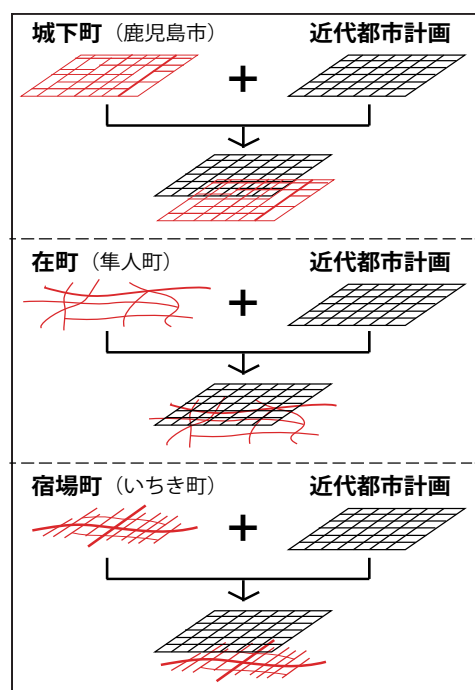 城下町（鹿児島市） 近代都市計画
+
在町（隼人町） 近代都市計画
+
宿場町（いちき町） 近代都市計画
+